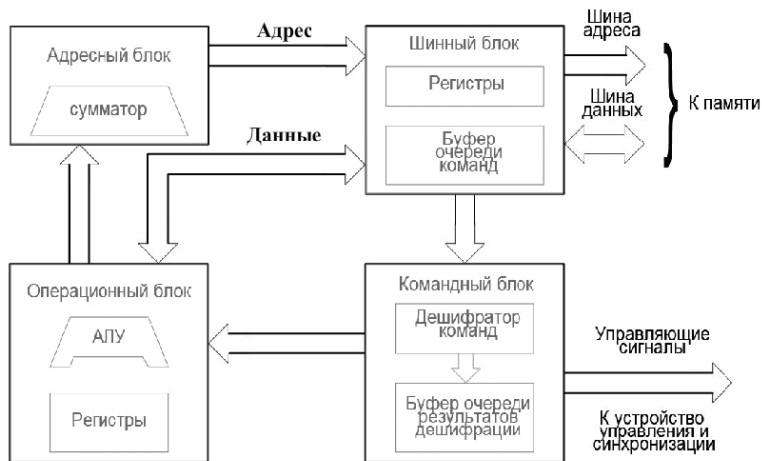 Адресный блок
сумматор
Адрес
Данные
Шинный блок
Регистры
Буфер
очереди
команд
Шина
адреса
Шина
данных
К памяти
Операционный блок
АЛУ
Регистры
Командный блок
Дешифратор
команд
Буфер очереди
результатов
дешифрации
Управляющие
сигналы
К устройство
управления и
синхронизации